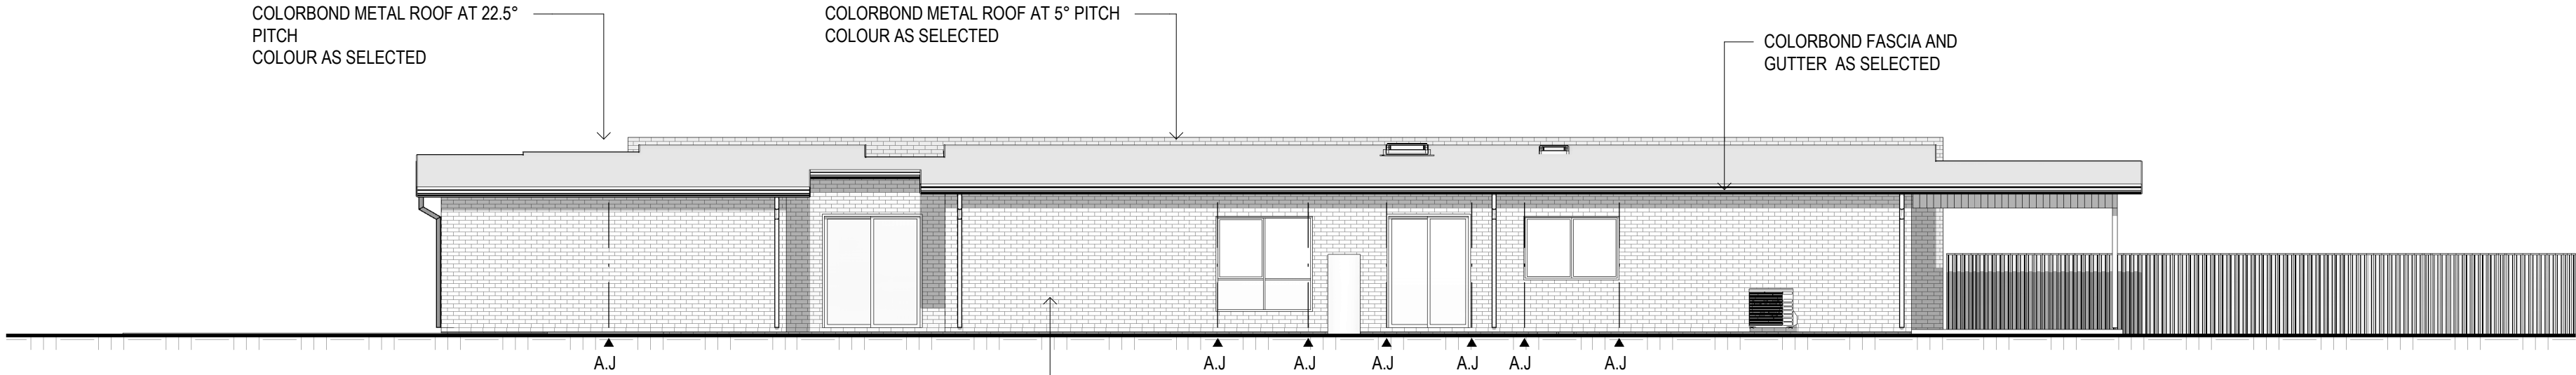 COLORBOND METAL ROOF AT 22.5°
PITCH
COLOUR AS SELECTED
COLORBOND METAL ROOF AT 5° PITCH
COLOUR AS SELECTED
COLORBOND FASCIA AND
GUTTER AS SELECTED
A.J
A.J
A.J
A.J
A.J
A.J
A.J